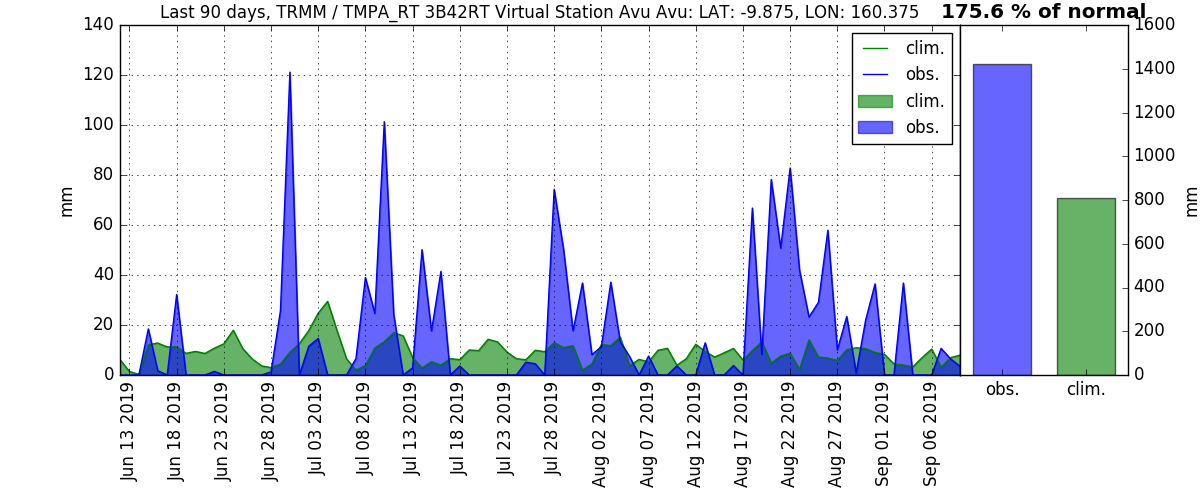 Last 90 days, TRMM / TMPA_RT 3B42RT Virtual Station Avu Avu: LAT: -9.875, LON: 160.375
175.6 % of normal
140
120
100
80
60
40
20
0
mm
clim.
obs.
clim.
obs.
Jun 13 2019
Jun 18 2019
Jun 23 2019
Jun 28 2019
Jul 03 2019
Jul 08 2019
Jul 13 2019
Jul 18 2019
Jul 23 2019
Jul 28 2019
Aug 02 2019
Aug 07 2019
Aug 12 2019
Aug 17 2019
Aug 22 2019
Aug 27 2019
Sep 01 2019
Sep 06 2019
1600
1400
1200
1000
800
600
400
200
0
mm
obs.
clim.